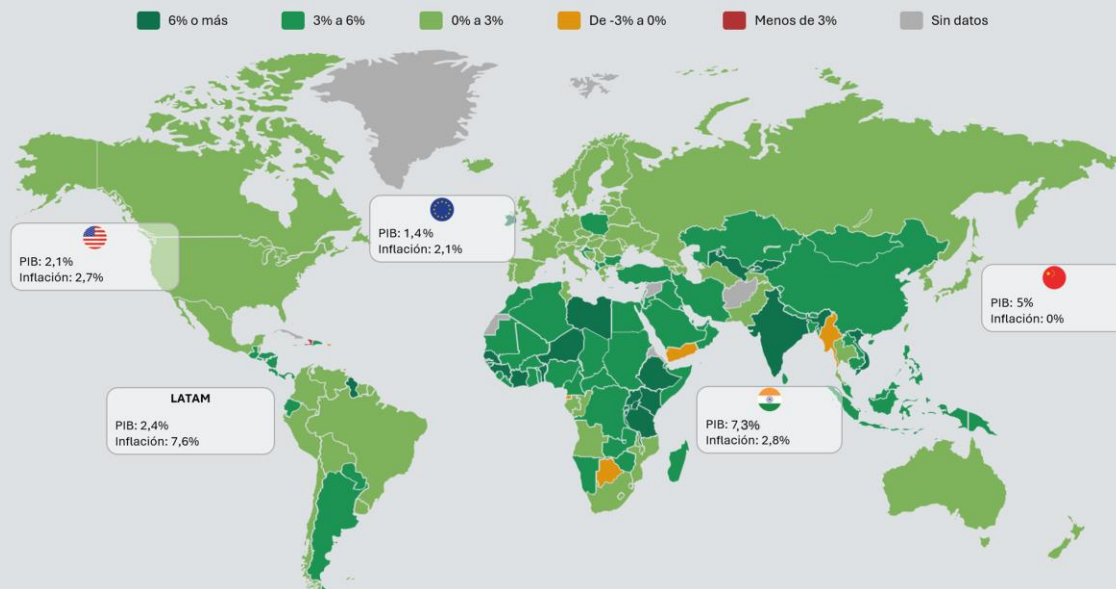 6% o más
3% a 6%
0% a 3%
De -3% a 0%
Menos de 3%
Sin datos
PIB: 2,1%
Inflación: 2,7%
PIB: 1,4%
Inflación: 2,1%
PIB: 5%
Inflación: 0%
LATAM
PIB: 2,4%
Inflación: 7,6%
PIB: 7,3%
Inflación: 2,8%